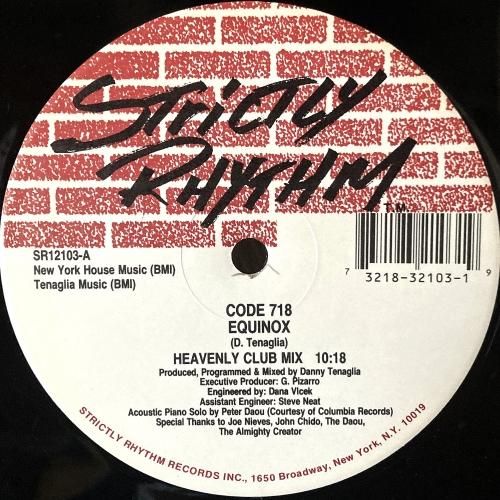 STRICTLY
RHYTHM
T.M.
SR12103-A
New York House Music (BMI)
Tenaglia Music (BMI)
7 3218-32103-1 9
CODE 718
EQUINOX
(D. Tenaglia)
HEAVENLY CLUB MIX 10:18
Produced, Programmed & Mixed by Danny Tenaglia
Executive Producer: G. Pizarro
Engineered by: Dana Vlcek
Assistant Engineer: Steve Neat
Acoustic Piano Solo by Peter Daou (Courtesy of Columbia Records)
Special Thanks to Joe Nieves, John Chido, The Daou,
The Almighty Creator
STRICTLY RHYTHM RECORDS INC., 1650 Broadway, New York, N.Y. 10019